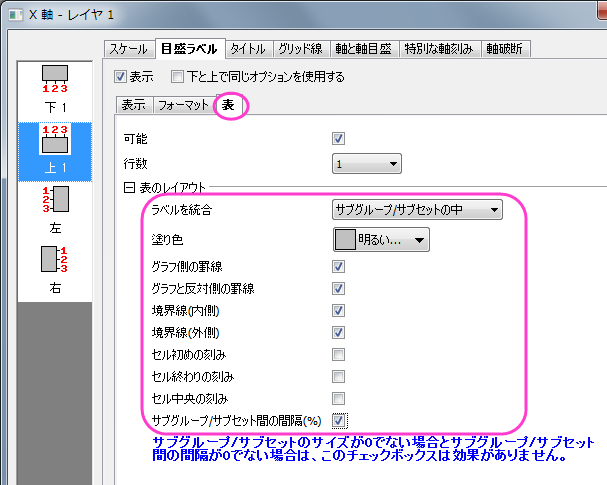 X 軸 - レイヤ 1
スケール 目盛ラベル タイトル グリッド線 軸と軸目盛 特別な軸刻み 軸破断
表示 下と上で同じオプションを使用する
表示 フォーマット 表
1 2 3
下 1
1 2 3
上 1
1
2
3
左
1
2
3
右
可能
行数 1
表のレイアウト
ラベルを統合 サブグループ/サブセットの中
塗り色 明るい...
グラフ側の罫線
グラフと反対側の罫線
境界線(内側)
境界線(外側)
セル初めの刻み
セル終わりの刻み
セル中央の刻み
サブグループ/サブセット間の間隔(%)
サブグループ/サブセットのサイズが0でない場合とサブグループ/サブセット
間の間隔が0でない場合は、このチェックボックスは効果がありません。